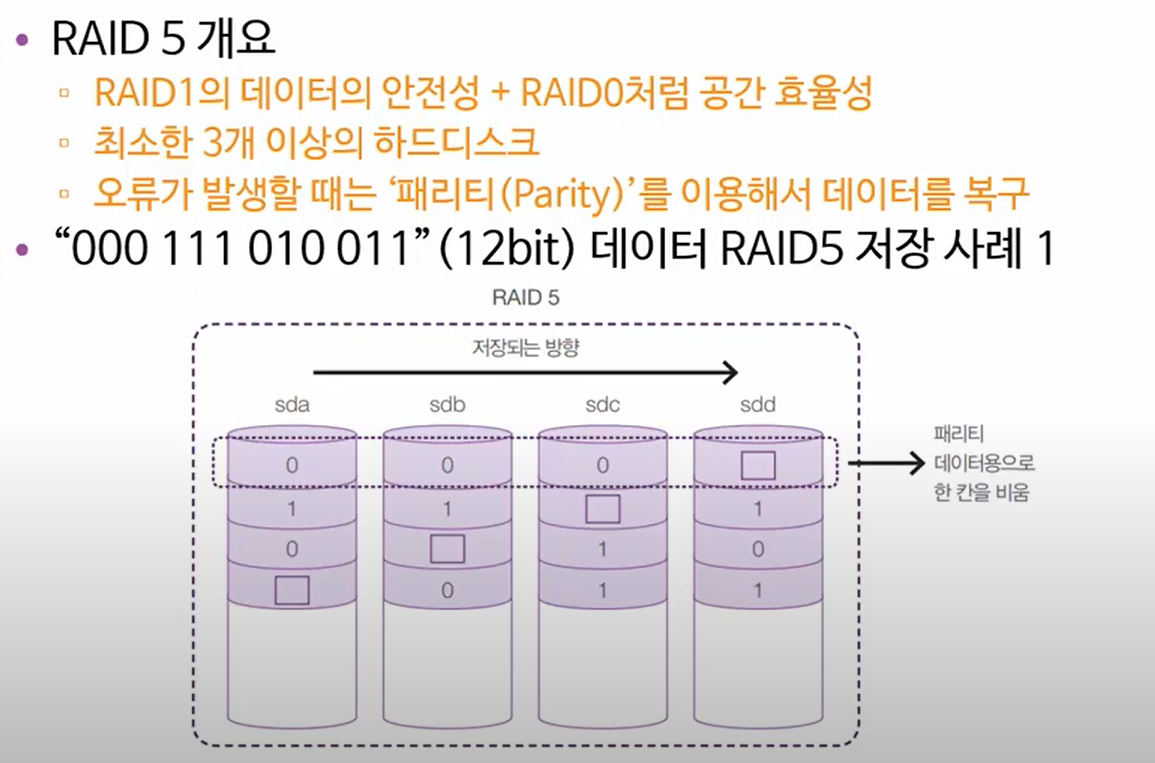 • RAID 5 개요
▫ RAID1의 데이터의 안전성 + RAID0처럼 공간 효율성
▫ 최소한 3개 이상의 하드디스크
▫ 오류가 발생할 때는 ‘패리티(Parity)’를 이용해서 데이터를 복구
• “000 111 010 011” (12bit) 데이터 RAID5 저장 사례 1
RAID 5
저장되는 방향
sda sdb sdc sdd
0 0 0
1 1 1
0 1 0
0 1 1
패리티
데이터용으로
한 칸을 비움